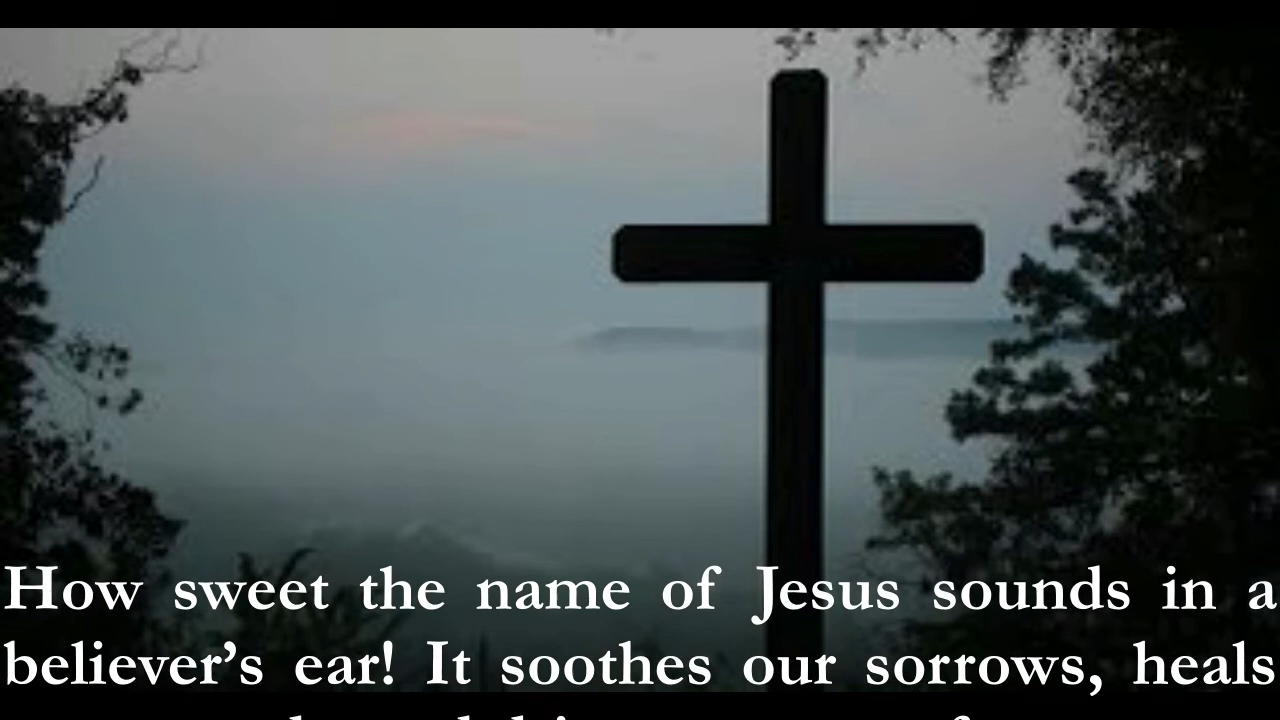 How sweet the name of Jesus sounds in a
believer’s ear! It soothes our sorrows, heals